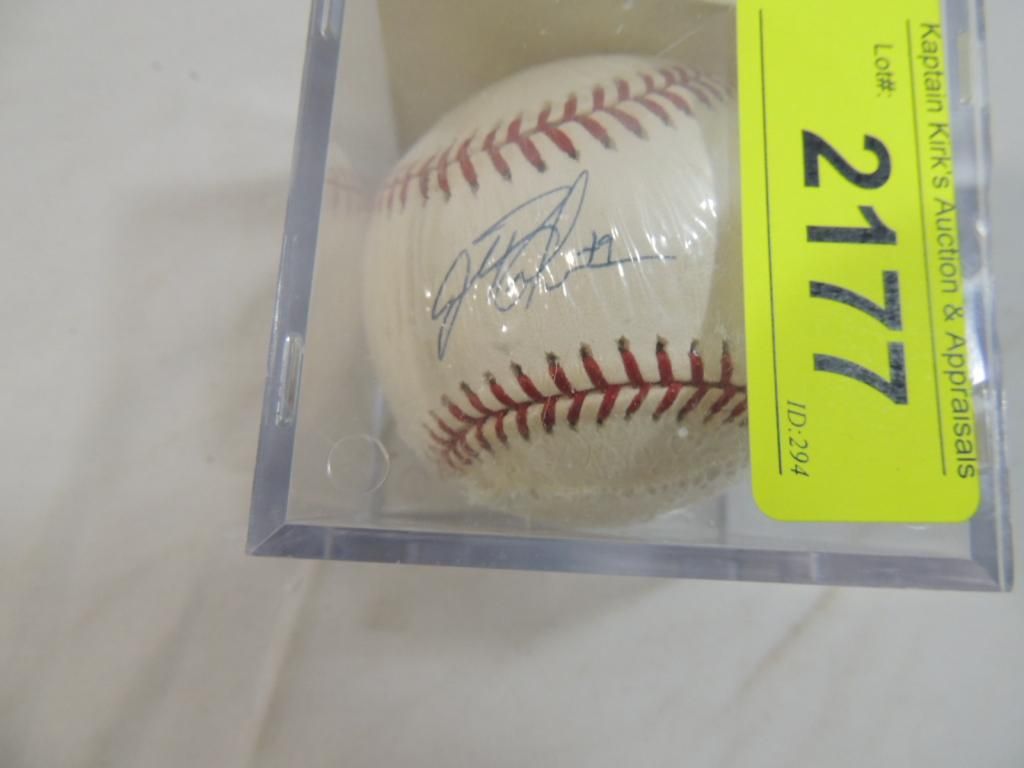 Kaptain Kirk's Auction & Appraisals
Lot#:
2177
ID:294